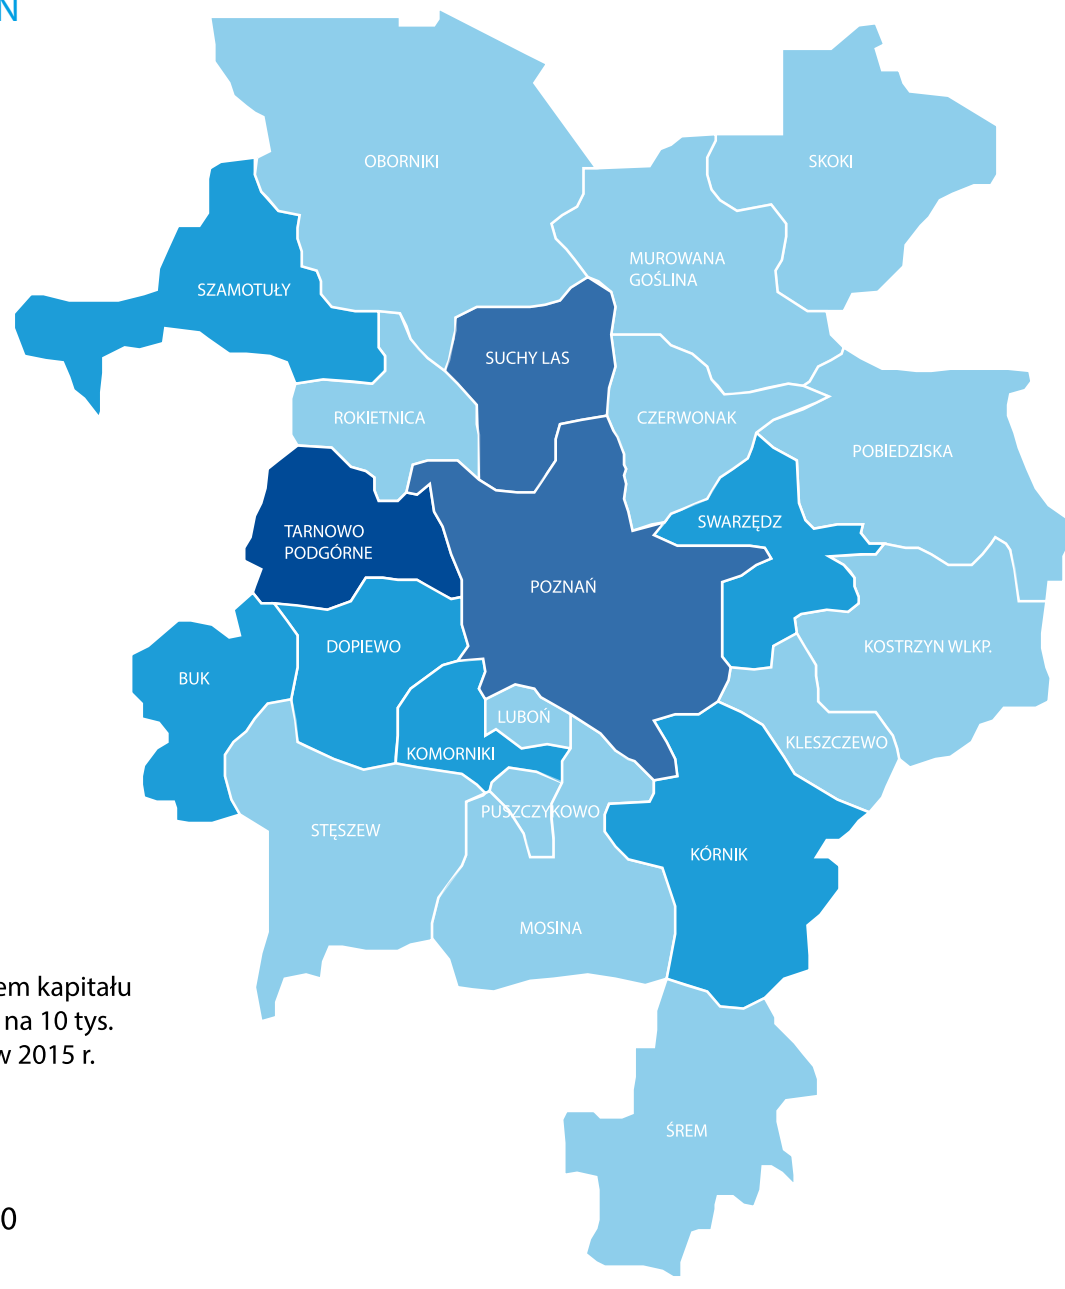 N
OBORNIKI
SKOKI
MUROWANA
GOŚLINA
SZAMOTUŁY
SUCHY LAS
ROKIETNICA
CZERWONAK
POBIEDZISKA
SWARZĘDZ
TARNOWO
PODGÓRNE
POZNAŃ
DOPIEWO
KOSTRZYN WLKP.
BUK
LUBOŃ
KLESZCZEWO
KOMORNIKI
PUSZCZYKOWO
STĘSZEW
KÓRNIK
MOSINA
em kapitału
na 10 tys.
w 2015 r.
ŚREM
0